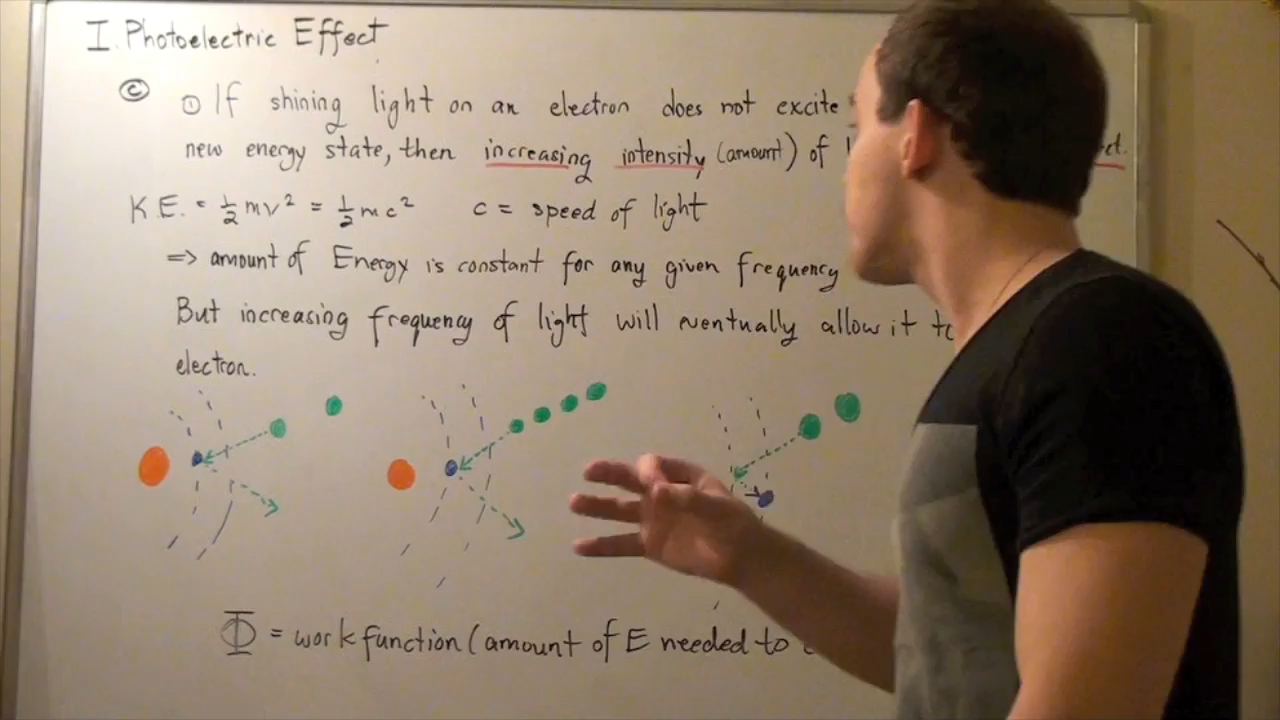 I. Photoelectric Effect
© ① If shining light on an electron does not excite
new energy state, then increasing intensity (amount) of
K.E. = ½mv² = ½mc² c = speed of light
=> amount of Energy is constant for any given frequency
But increasing frequency of light will eventually allow it to
electron.
Φ = work function (amount of E needed to